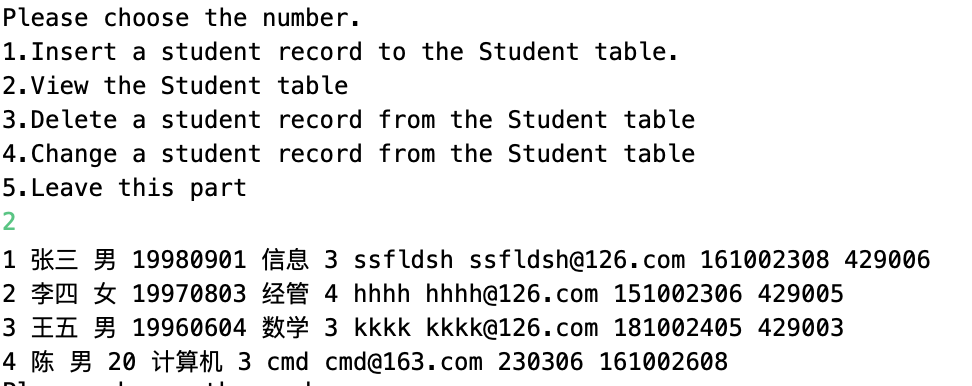 Please choose the number.
1.Insert a student record to the Student table.
2.View the Student table
3.Delete a student record from the Student table
4.Change a student record from the Student table
5.Leave this part
2
1 张三 男 19980901 信息 3 ssfldsh ssfldsh@126.com 161002308 429006
2 李四 女 19970803 经管 4 hhhh hhhh@126.com 151002306 429005
3 王五 男 19960604 数学 3 kkkk kkkk@126.com 181002405 429003
4 陈 男 20 计算机 3 cmd cmd@163.com 230306 161002608